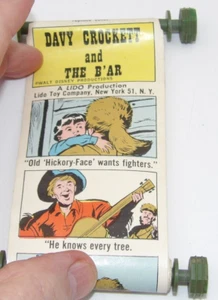 DAVY CROCKETT
and
THE B'AR
©WALT DISNEY PRODUCTIONS
A LIDO Production
Lido Toy Company, New York 51, N. Y.
"Old 'Hickory-Face' wants fighters."
"He knows every tree.